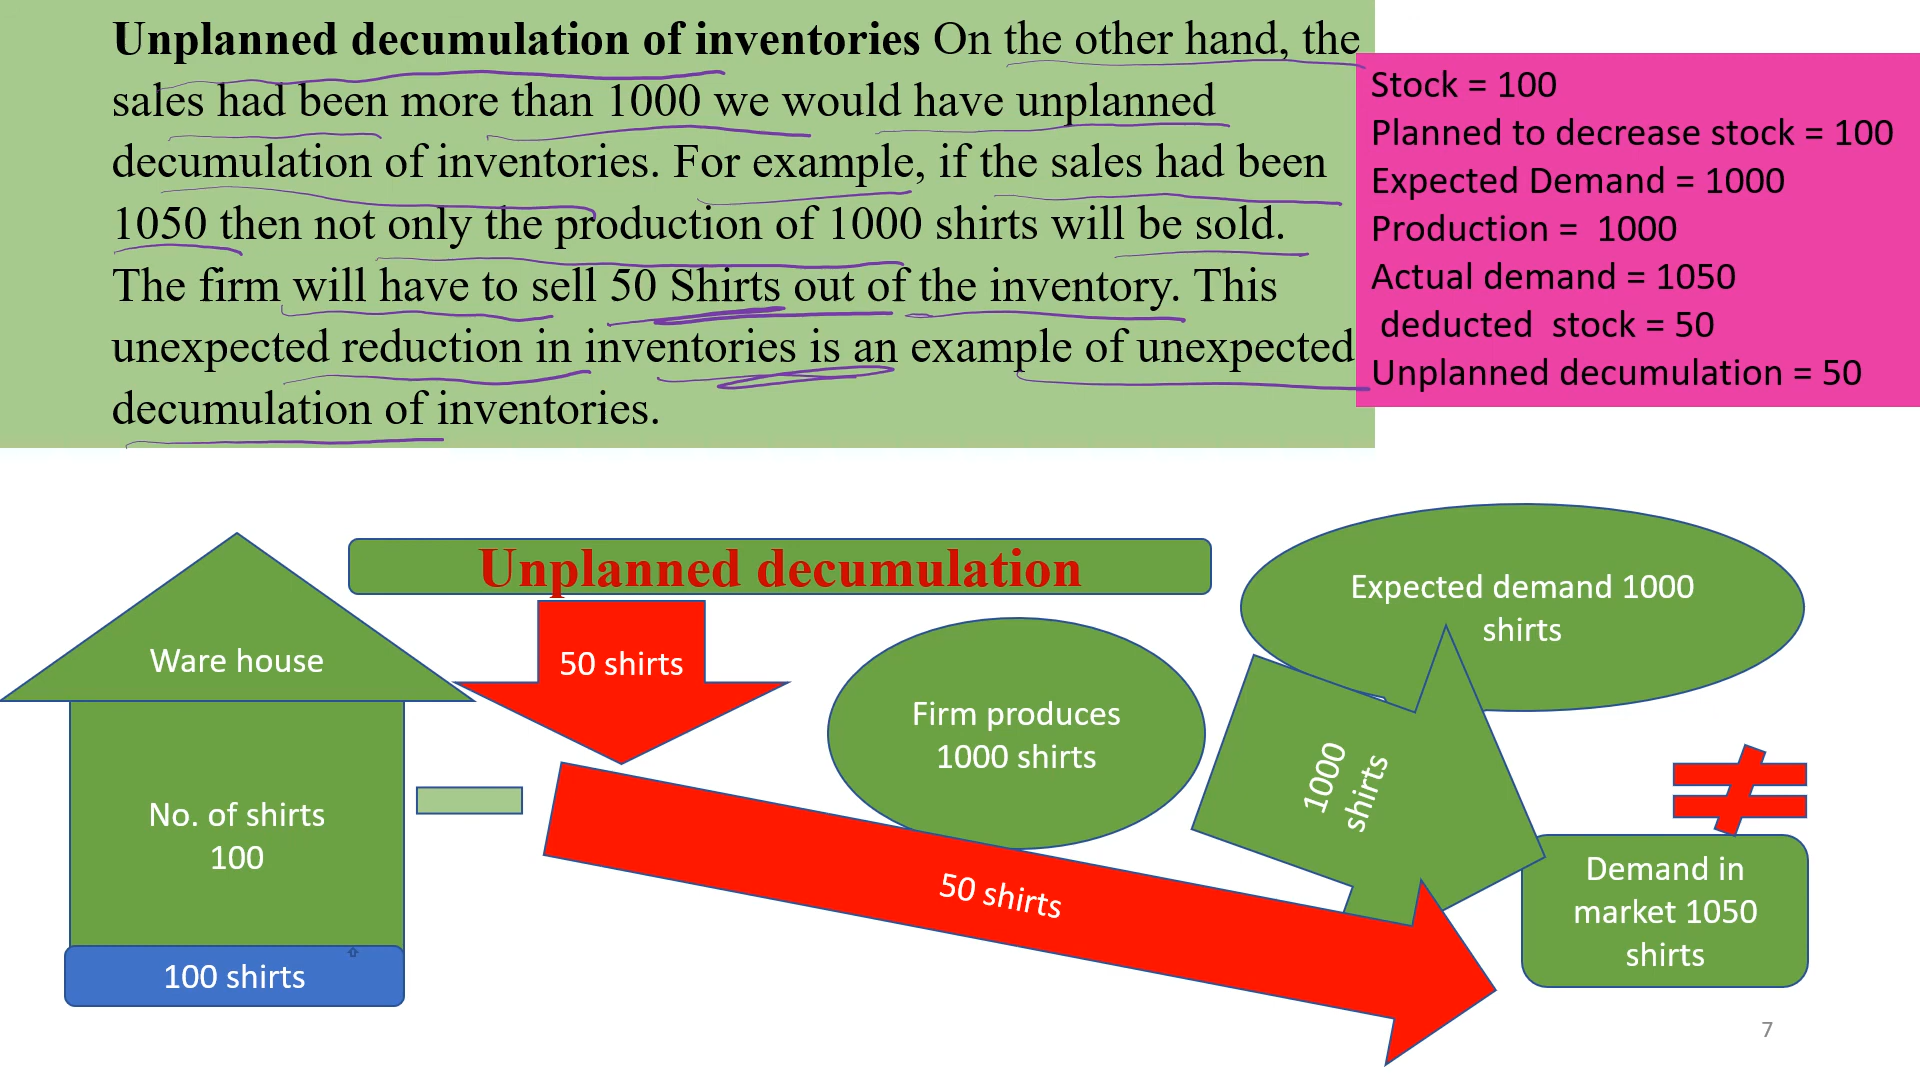 Unplanned decumulation of inventories On the other hand, the
sales had been more than 1000 we would have unplanned
decumulation of inventories. For example, if the sales had been
1050 then not only the production of 1000 shirts will be sold.
The firm will have to sell 50 Shirts out of the inventory. This
unexpected reduction in inventories is an example of unexpected
decumulation of inventories.
Stock = 100
Planned to decrease stock = 100
Expected Demand = 1000
Production =  1000
Actual demand = 1050
deducted  stock = 50
Unplanned decumulation = 50
Unplanned decumulation
Expected demand 1000
shirts
Ware house
50 shirts
Firm produces
1000 shirts
1000
shirts
No. of shirts
100
50 shirts
Demand in
market 1050
shirts
100 shirts
7